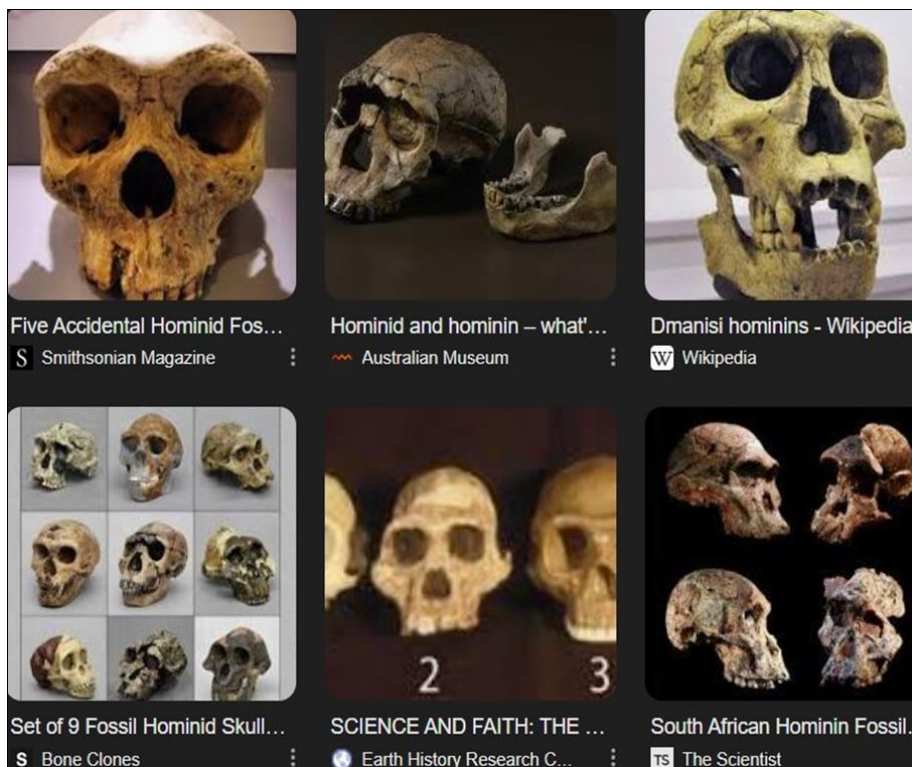 Five Accidental Hominid Fos...
Smithsonian Magazine
Hominid and hominin – what'...
Australian Museum
Dmanisi hominins - Wikipedia
W Wikipedia
2
3
Set of 9 Fossil Hominid Skull...
S Bone Clones
SCIENCE AND FAITH: THE ...
Earth History Research C...
South African Hominin Fossil.
TS The Scientist